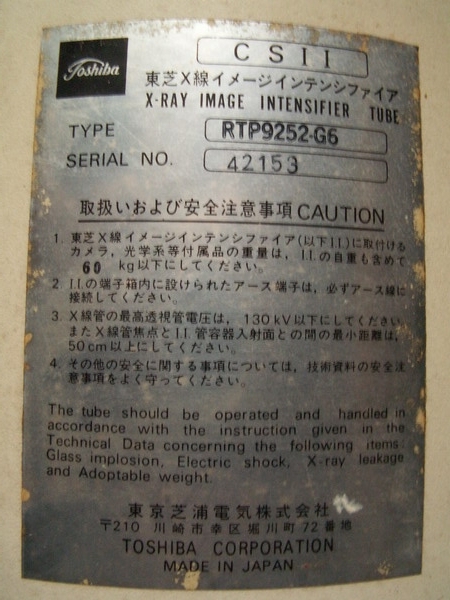 Toshiba
CSII
東芝X線イメージインテンシファイア
X-RAY IMAGE INTENSIFIER TUBE
TYPE RTP9252-G6
SERIAL NO. 42153
取扱いおよび安全注意事項 CAUTION
1. 東芝X線イメージインテンシファイア(以下I.I.)に取付ける
カメラ, 光学系等付属品の重量は, I.I.の自重も含めて
60 kg以下にしてください。
2. I.I.の端子箱内に設けられたアース端子は, 必ずアース線に
接続してください。
3. X線管の最高透視管電圧は, 130kV以下にしてください
またX線管焦点とI.I.管容器入射面との間の最小距離は,
50cm以上にしてください。
4. その他の安全に関する事項については, 技術資料の安全注
意事項をよく守ってください。
The tube should be operated and handled in
accordance with the instruction given in the
Technical Data concerning the following items:
Glass implosion, Electric shock, X-ray leakage
and Adoptable weight.
東京芝浦電気株式会社
〒210 川崎市幸区堀川町72番地
TOSHIBA CORPORATION
MADE IN JAPAN